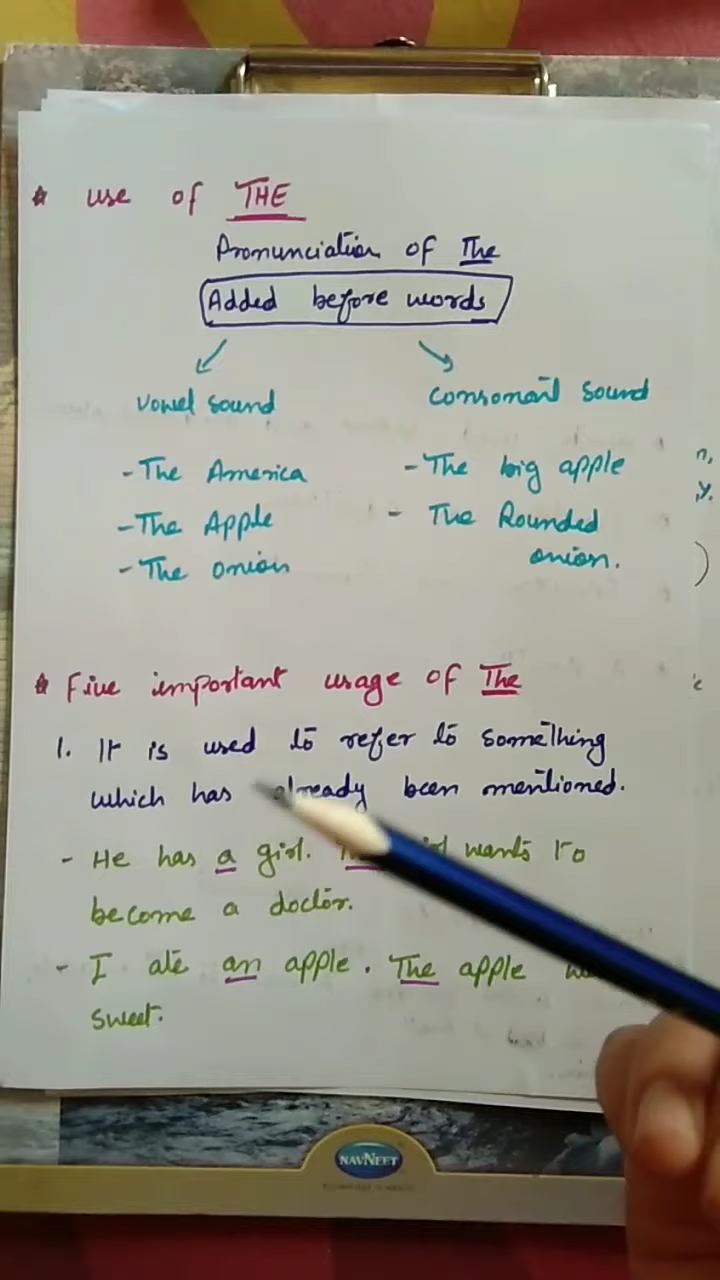 * use of THE
Pronunciation of The
Added before words
vowel sound
- The America
- The Apple
- The onion
consonant sound
- The big apple
- The Rounded
onion.
* Five important usage of The
1. It is used to refer to something
which has already been mentioned.
- He has a girl. wants to
become a doctor.
- I ate an apple. The apple
sweet.
NAVNEET